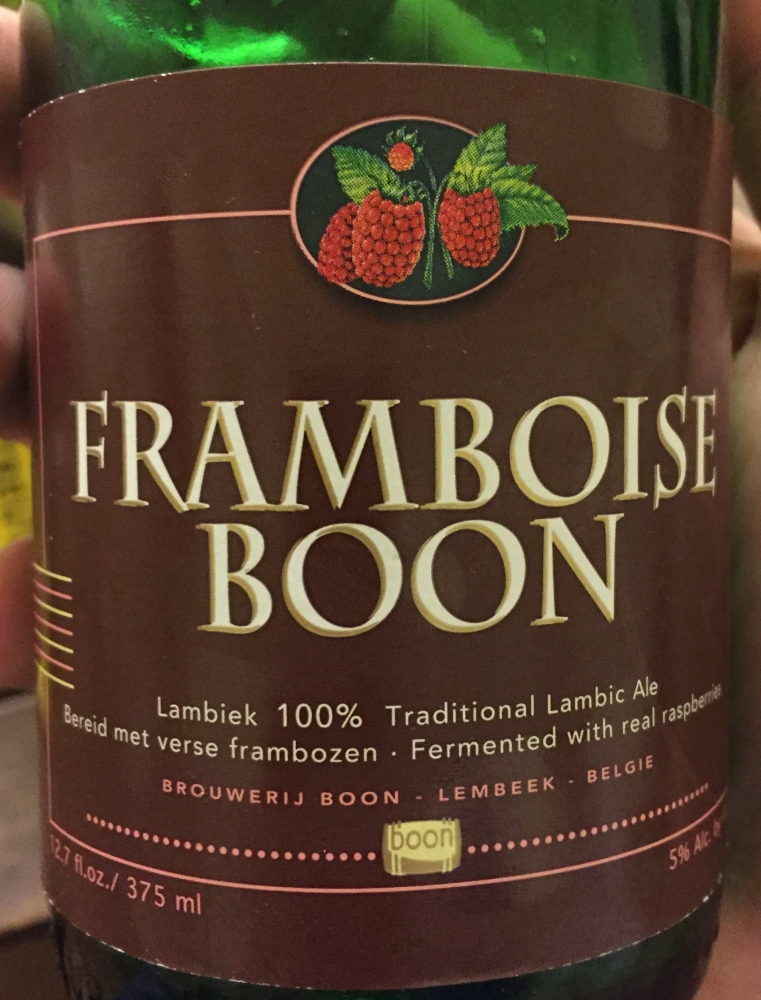 FRAMBOISE
BOON
Lambiek 100% Traditional Lambic Ale
Bereid met verse frambozen · Fermented with real raspberries
BROUWERIJ BOON - LEMBEEK - BELGIE
boon
12.7 fl.oz./ 375 ml
5% Alc.